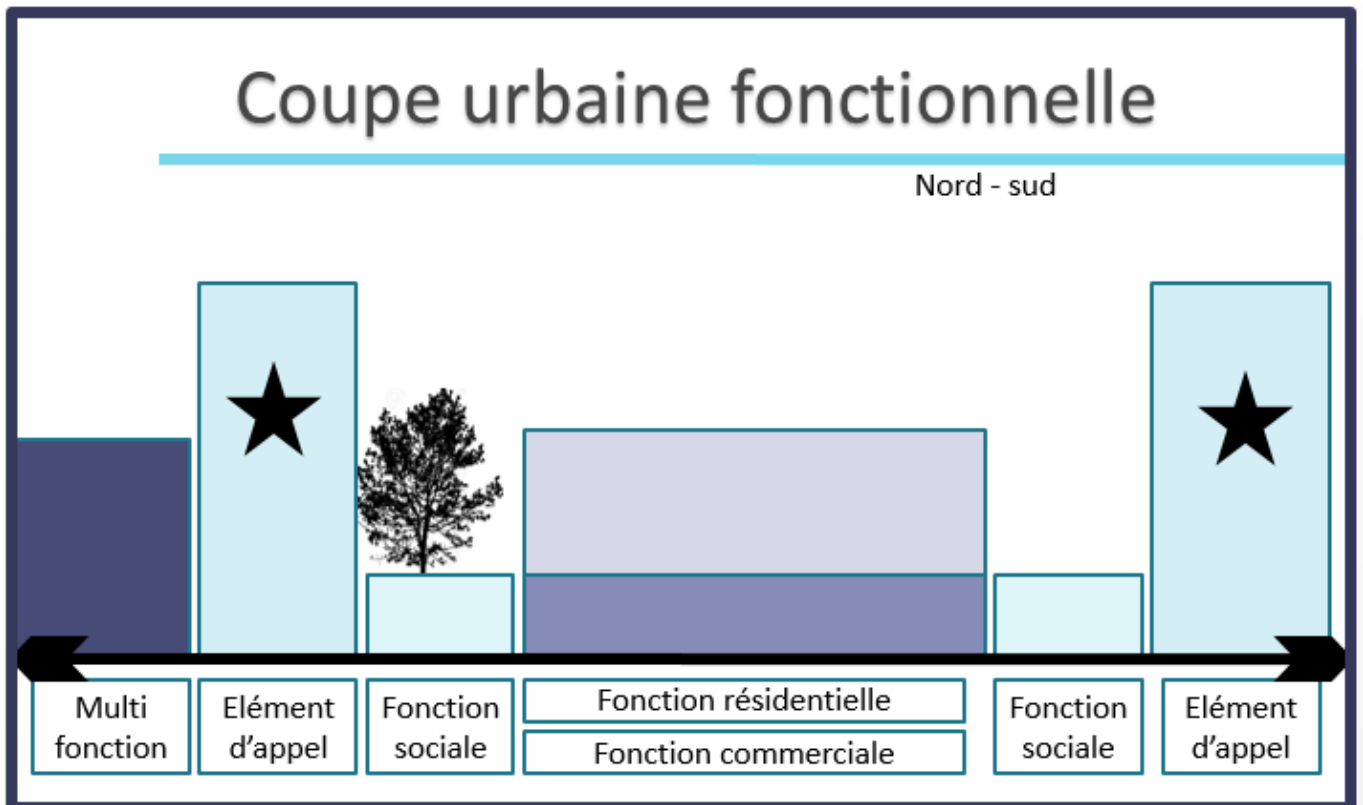 Coupe urbaine fonctionnelle
Nord - sud
Multi
fonction
Elément
d'appel
Fonction
sociale
Fonction résidentielle
Fonction commerciale
Fonction
sociale
Elément
d'appel